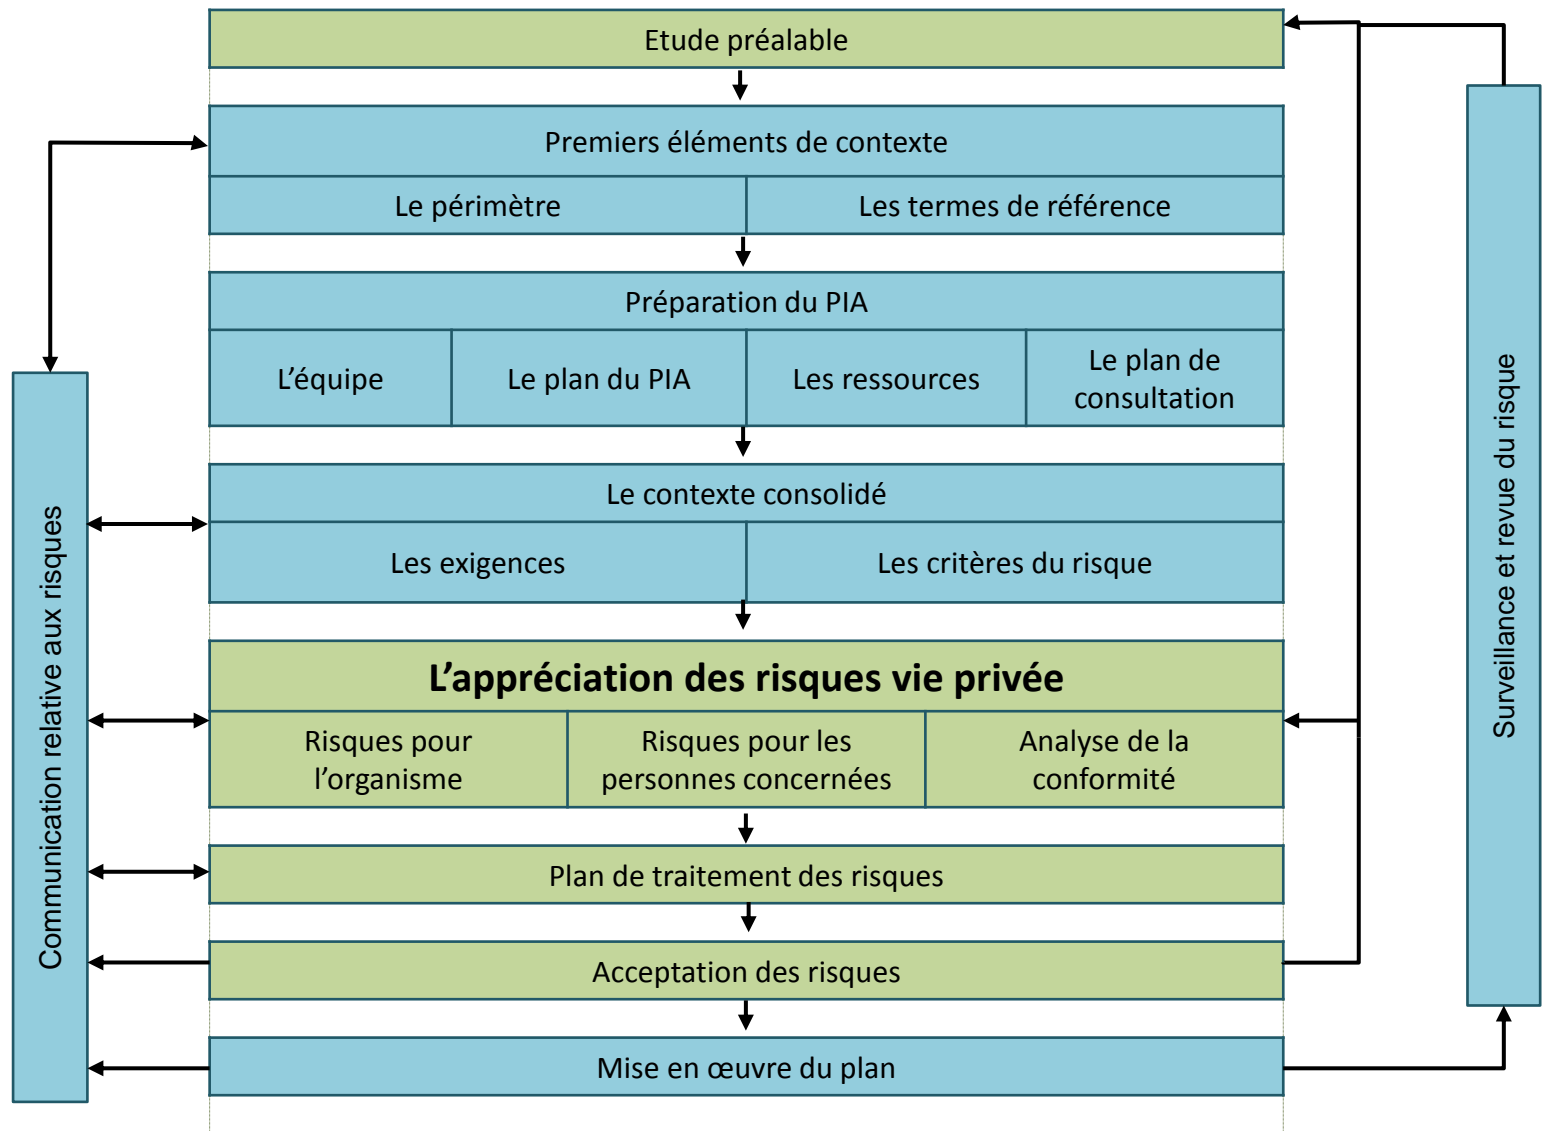 Etude préalable
Premiers éléments de contexte
Le périmètre
Les termes de référence
Préparation du PIA
L’équipe
Le plan du PIA
Les ressources
Le plan de
consultation
Le contexte consolidé
Les exigences
Les critères du risque
L’appréciation des risques vie privée
Risques pour
l’organisme
Risques pour les
personnes concernées
Analyse de la
conformité
Plan de traitement des risques
Acceptation des risques
Mise en œuvre du plan
Communication relative aux risques
Surveillance et revue du risque